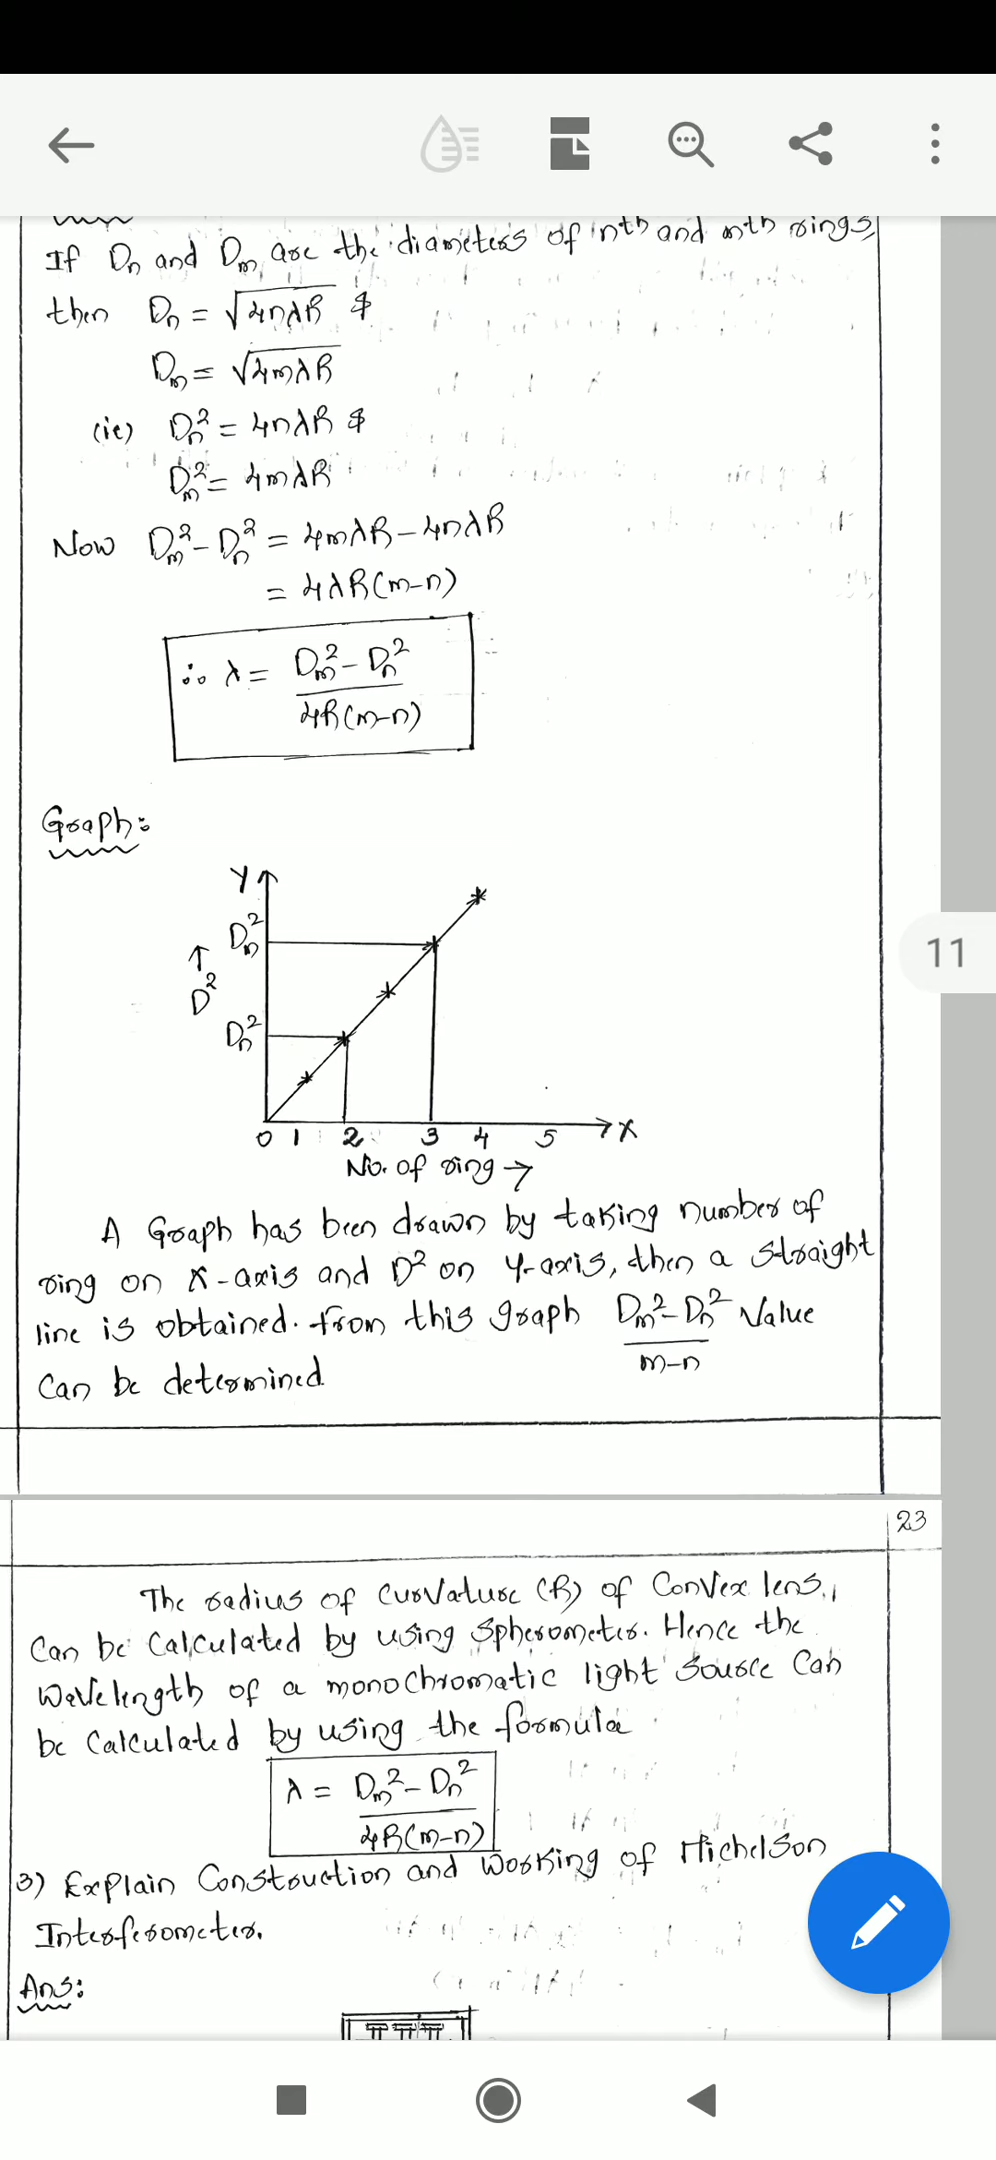 If Dn and Dm are the diameters of nth and mth rings,
then Dn = √4nλR &
Dm = √4mλR
(ie) Dn² = 4nλR &
Dm² = 4mλR
Now Dm² - Dn² = 4mλR - 4nλR
= 4λR(m-n)
∴ λ = Dm² - Dn²
4R(m-n)
Graph:
Y
Dm²
D²
Dn²
0 1 2 3 4 5 X
No. of ring →
11
A Graph has been drawn by taking number of
ring on X-axis and D² on Y-axis, then a straight
line is obtained. from this graph Dm² - Dn² Value
m-n
Can be determined.
23
The radius of Curvature (R) of Convex lens,
Can be Calculated by using Spherometer. Hence the
Wavelength of a monochromatic light source Can
be Calculated by using the formula
λ = Dm² - Dn²
4R(m-n)
3) Explain Construction and Working of Michelson
Interferometer.
Ans: